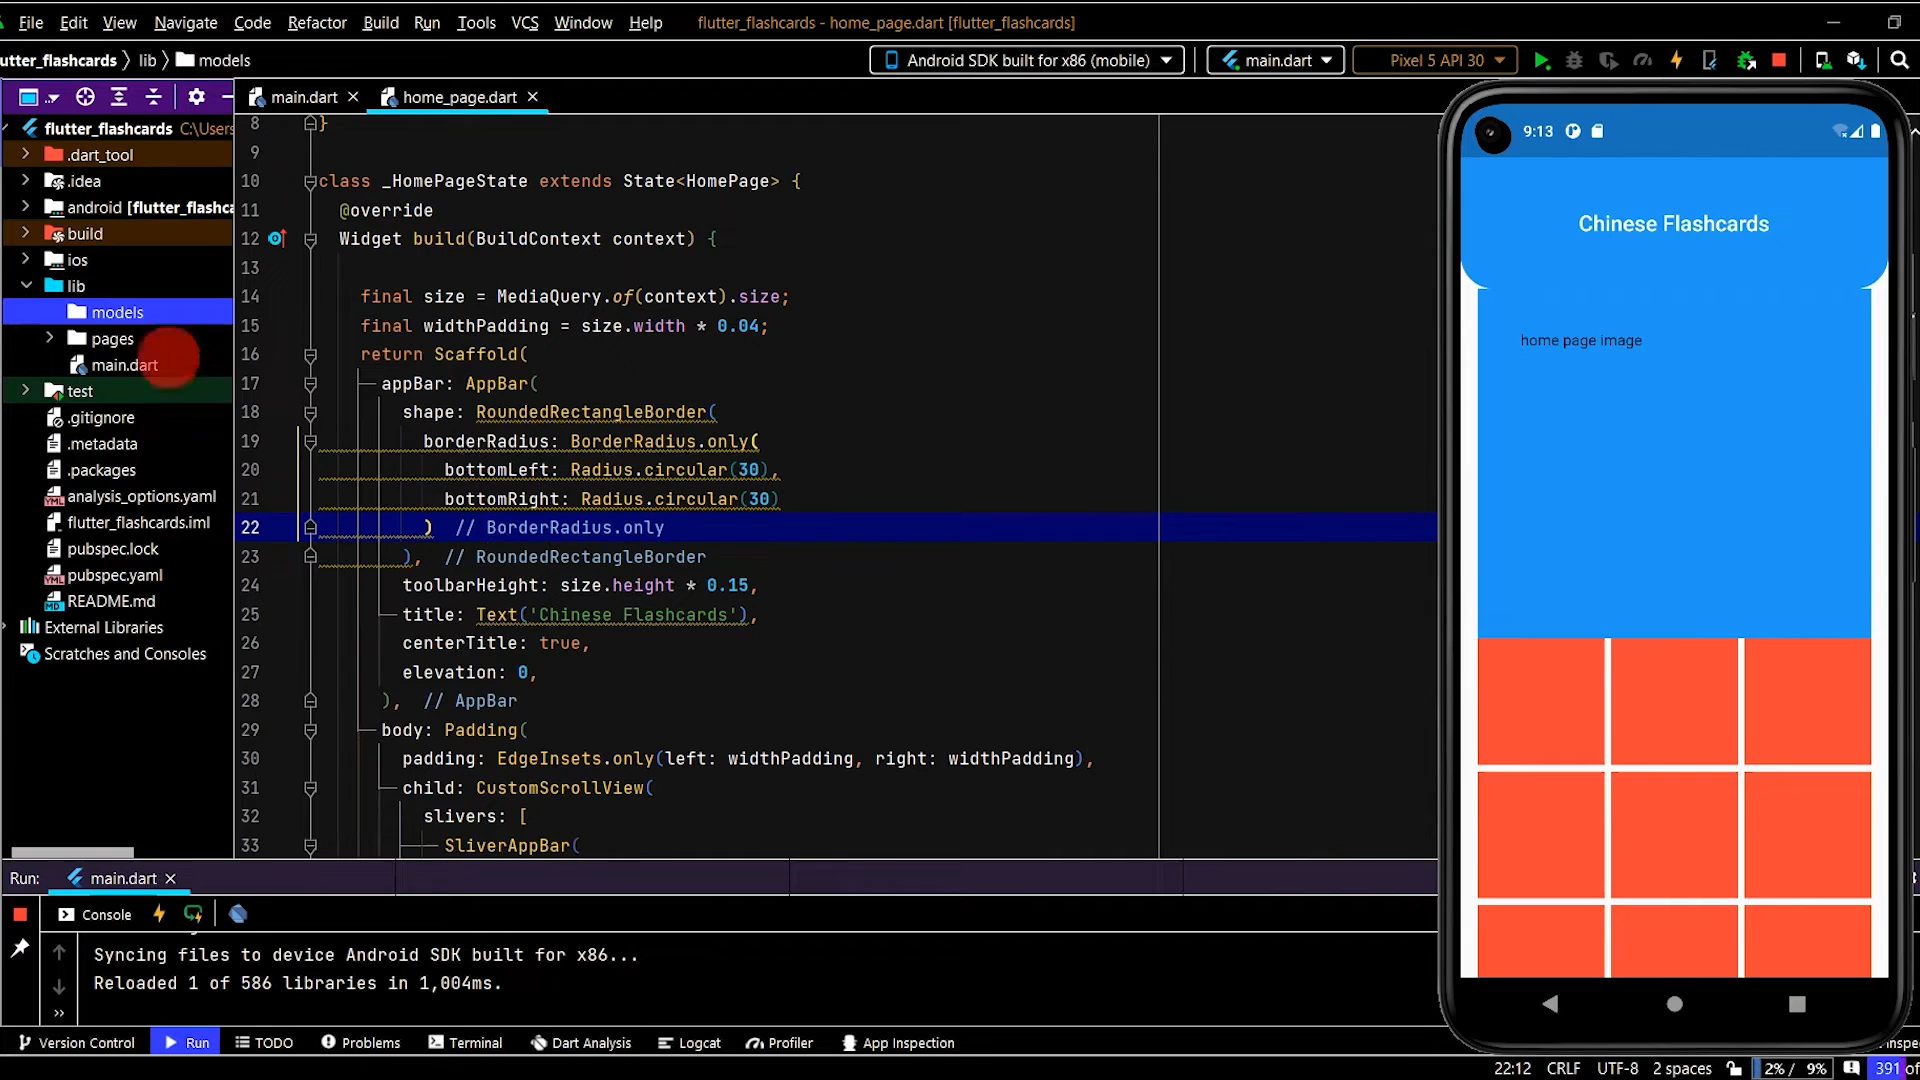 File Edit View Navigate Code Refactor Build Run Tools VCS Window Help flutter_flashcards - home_page.dart [flutter_flashcards]
utter_flashcards lib models Android SDK built for x86 (mobile) main.dart Pixel 5 API 30
main.dart home_page.dart
flutter_flashcards C:\Users
.dart_tool
.idea
android [flutter_flashca
build
ios
lib
models
pages
main.dart
test
.gitignore
.metadata
.packages
analysis_options.yaml
flutter_flashcards.iml
pubspec.lock
pubspec.yaml
README.md
External Libraries
Scratches and Consoles
8 }
9
10 class _HomePageState extends State<HomePage> {
11 @override
12 Widget build(BuildContext context) {
13
14 final size = MediaQuery.of(context).size;
15 final widthPadding = size.width * 0.04;
16 return Scaffold(
17 appBar: AppBar(
18 shape: RoundedRectangleBorder(
19 borderRadius: BorderRadius.only(
20 bottomLeft: Radius.circular(30),
21 bottomRight: Radius.circular(30)
22 ) // BorderRadius.only
23 ), // RoundedRectangleBorder
24 toolbarHeight: size.height * 0.15,
25 title: Text('Chinese Flashcards'),
26 centerTitle: true,
27 elevation: 0,
28 ), // AppBar
29 body: Padding(
30 padding: EdgeInsets.only(left: widthPadding, right: widthPadding),
31 child: CustomScrollView(
32 slivers: [
33 SliverAppBar(
9:13
Chinese Flashcards
home page image
Run: main.dart
Console
Syncing files to device Android SDK built for x86...
Reloaded 1 of 586 libraries in 1,004ms.
Version Control Run TODO Problems Terminal Dart Analysis Logcat Profiler App Inspection
22:12 CRLF UTF-8 2 spaces 2% / 9% 391 of